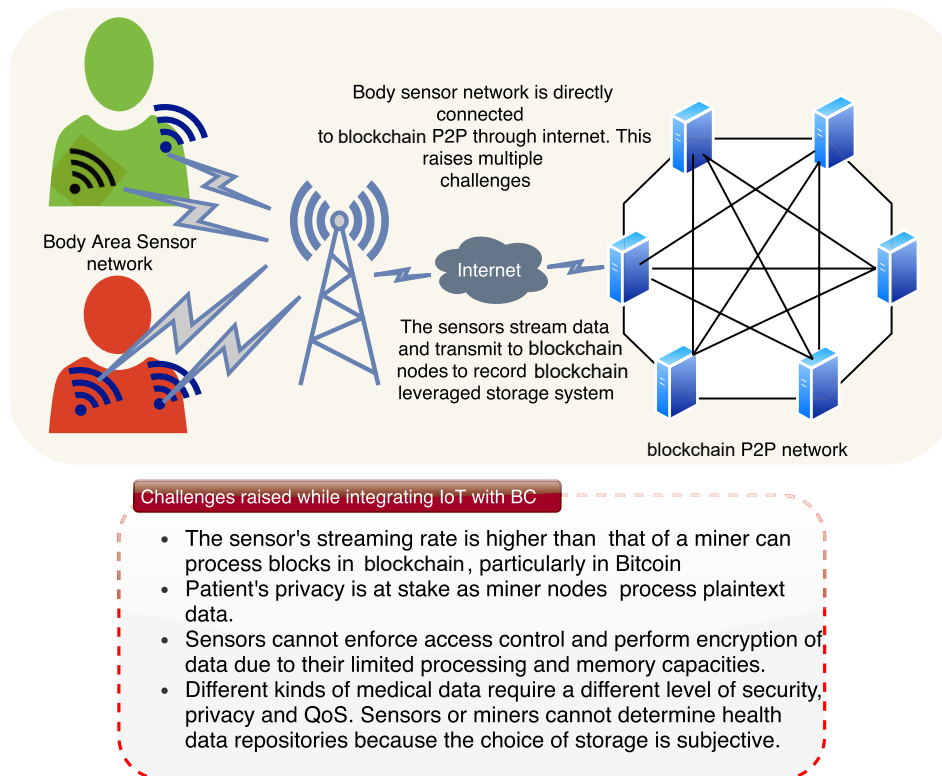 Body sensor network is directly
connected
to blockchain P2P through internet. This
raises multiple
challenges
Body Area Sensor
network
Internet
The sensors stream data
and transmit to blockchain
nodes to record blockchain
leveraged storage system
blockchain P2P network
Challenges raised while integrating IoT with BC
• The sensor's streaming rate is higher than that of a miner can
process blocks in blockchain, particularly in Bitcoin
• Patient's privacy is at stake as miner nodes process plaintext
data.
• Sensors cannot enforce access control and perform encryption of
data due to their limited processing and memory capacities.
• Different kinds of medical data require a different level of security,
privacy and QoS. Sensors or miners cannot determine health
data repositories because the choice of storage is subjective.